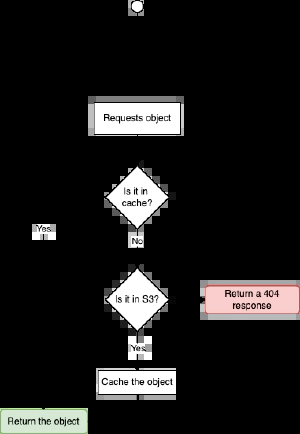 Requests object
Is it in
cache?
Yes
No
Is it in S3?
Return a 404
response
Yes
Cache the object
Return the object